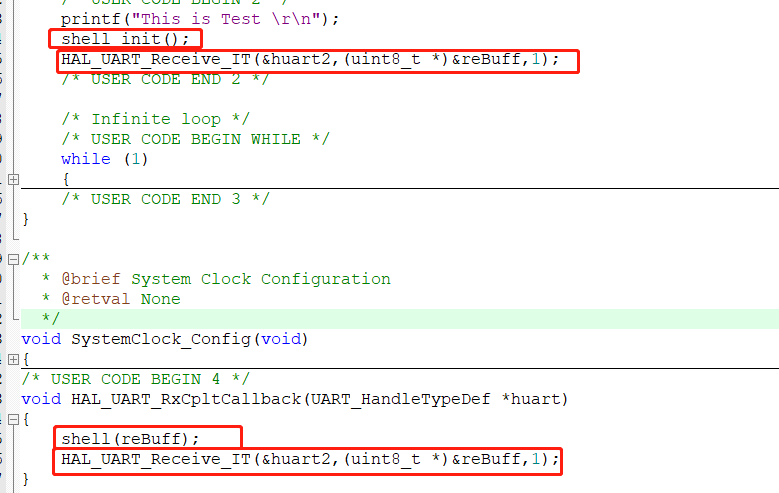 /* USER CODE BEGIN 2 */
printf("This is Test \r\n");
shell_init();
HAL_UART_Receive_IT(&huart2,(uint8_t *)&reBuff,1);
/* USER CODE END 2 */
/* Infinite loop */
/* USER CODE BEGIN WHILE */
while (1)
{
/* USER CODE END 3 */
}
/**
* @brief System Clock Configuration
* @retval None
*/
void SystemClock_Config(void)
{
/* USER CODE BEGIN 4 */
void HAL_UART_RxCpltCallback(UART_HandleTypeDef *huart)
{
shell(reBuff);
HAL_UART_Receive_IT(&huart2,(uint8_t *)&reBuff,1);
}